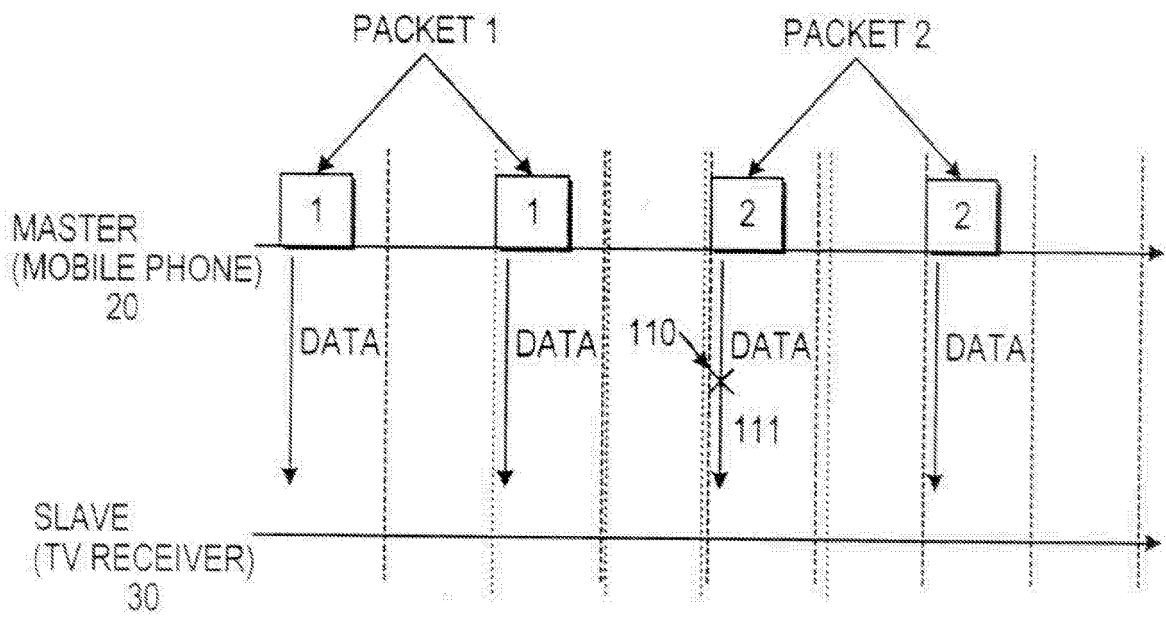 PACKET 1
PACKET 2
1
1
2
2
MASTER
(MOBILE PHONE)
20
DATA
DATA
110
DATA
DATA
111
SLAVE
(TV RECEIVER)
30